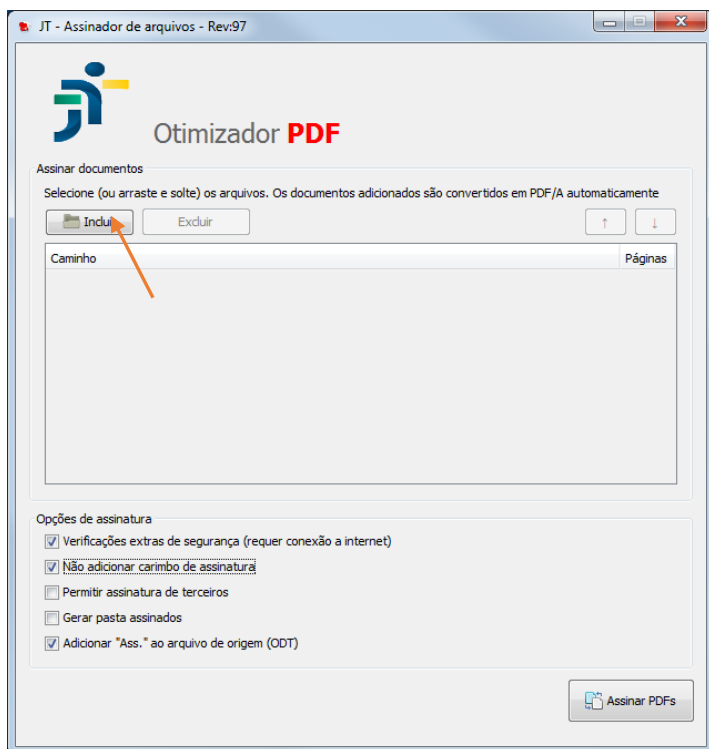 JT - Assinador de arquivos - Rev:97
Otimizador PDF
Assinar documentos
Selecione (ou arraste e solte) os arquivos. Os documentos adicionados são convertidos em PDF/A automaticamente
Incluir Excluir ↑ ↓
Caminho Páginas
Opções de assinatura
Verificações extras de segurança (requer conexão a internet)
Não adicionar carimbo de assinatura
Permitir assinatura de terceiros
Gerar pasta assinados
Adicionar "Ass." ao arquivo de origem (ODT)
Assinar PDFs